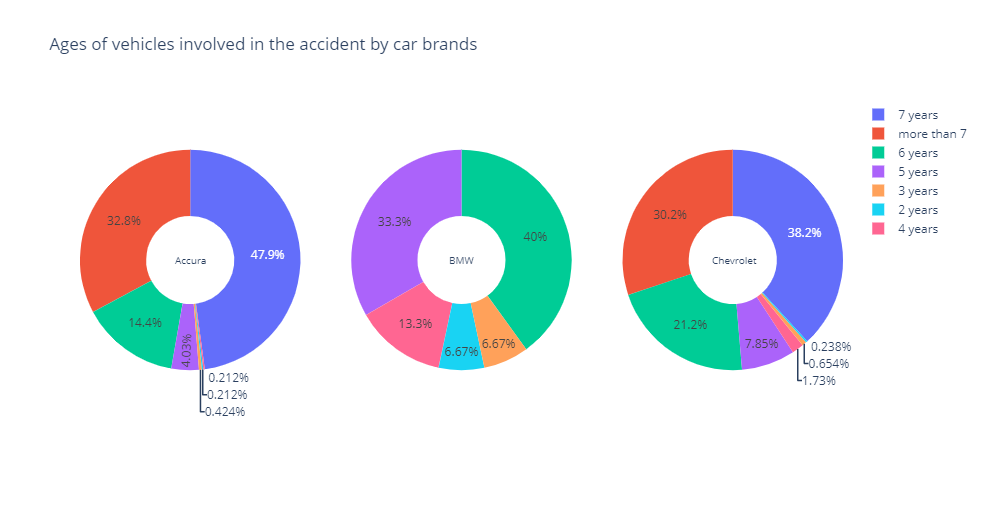 Ages of vehicles involved in the accident by car brands
7 years
more than 7
6 years
5 years
3 years
2 years
4 years
32.8%
47.9%
Accura
14.4%
4.03%
0.212%
0.212%
0.424%
33.3%
40%
BMW
13.3%
6.67%
6.67%
30.2%
38.2%
Chevrolet
21.2%
7.85%
0.238%
0.654%
1.73%